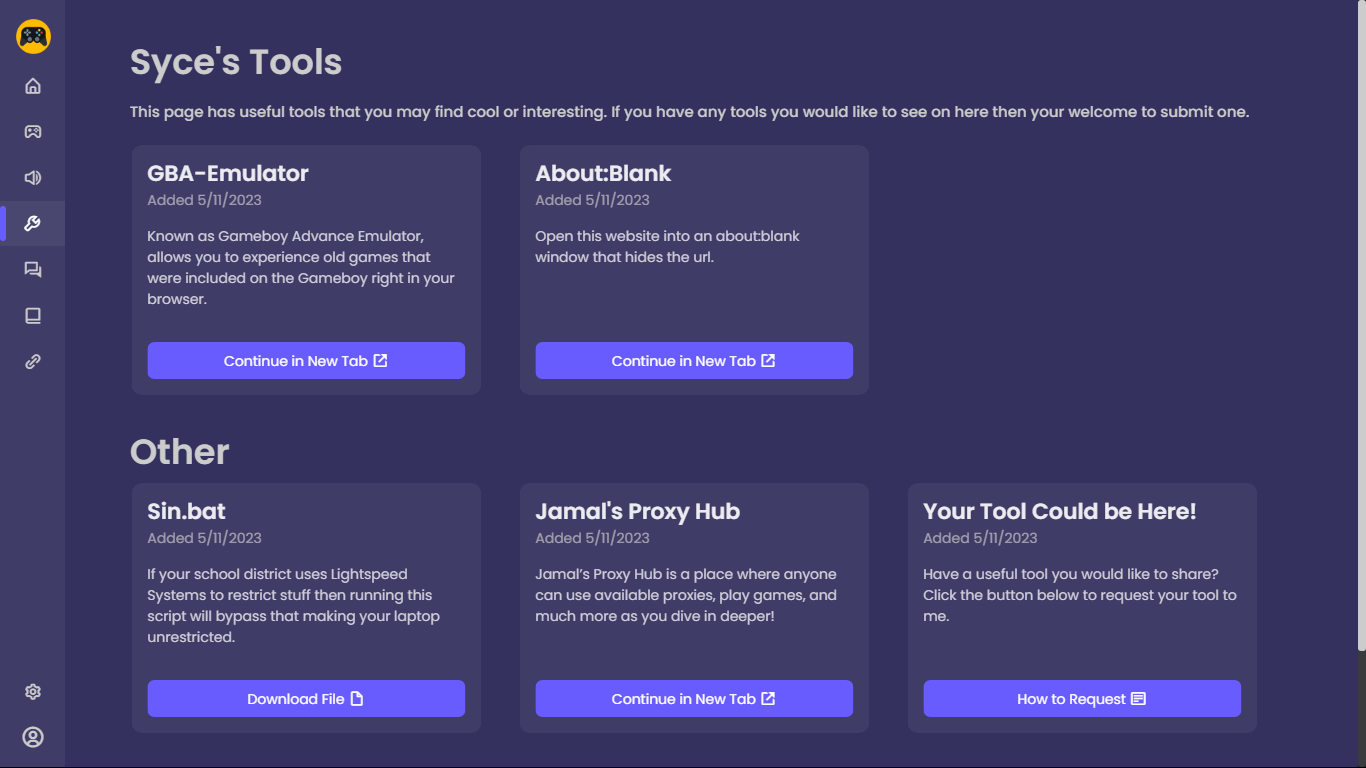 Syce's Tools
This page has useful tools that you may find cool or interesting. If you have any tools you would like to see on here then your welcome to submit one.
GBA-Emulator
Added 5/11/2023
Known as Gameboy Advance Emulator,
allows you to experience old games that
were included on the Gameboy right in your
browser.
Continue in New Tab
About:Blank
Added 5/11/2023
Open this website into an about:blank
window that hides the url.
Continue in New Tab
Other
Sin.bat
Added 5/11/2023
If your school district uses Lightspeed
Systems to restrict stuff then running this
script will bypass that making your laptop
unrestricted.
Download File
Jamal's Proxy Hub
Added 5/11/2023
Jamal's Proxy Hub is a place where anyone
can use available proxies, play games, and
much more as you dive in deeper!
Continue in New Tab
Your Tool Could be Here!
Added 5/11/2023
Have a useful tool you would like to share?
Click the button below to request your tool to
me.
How to Request